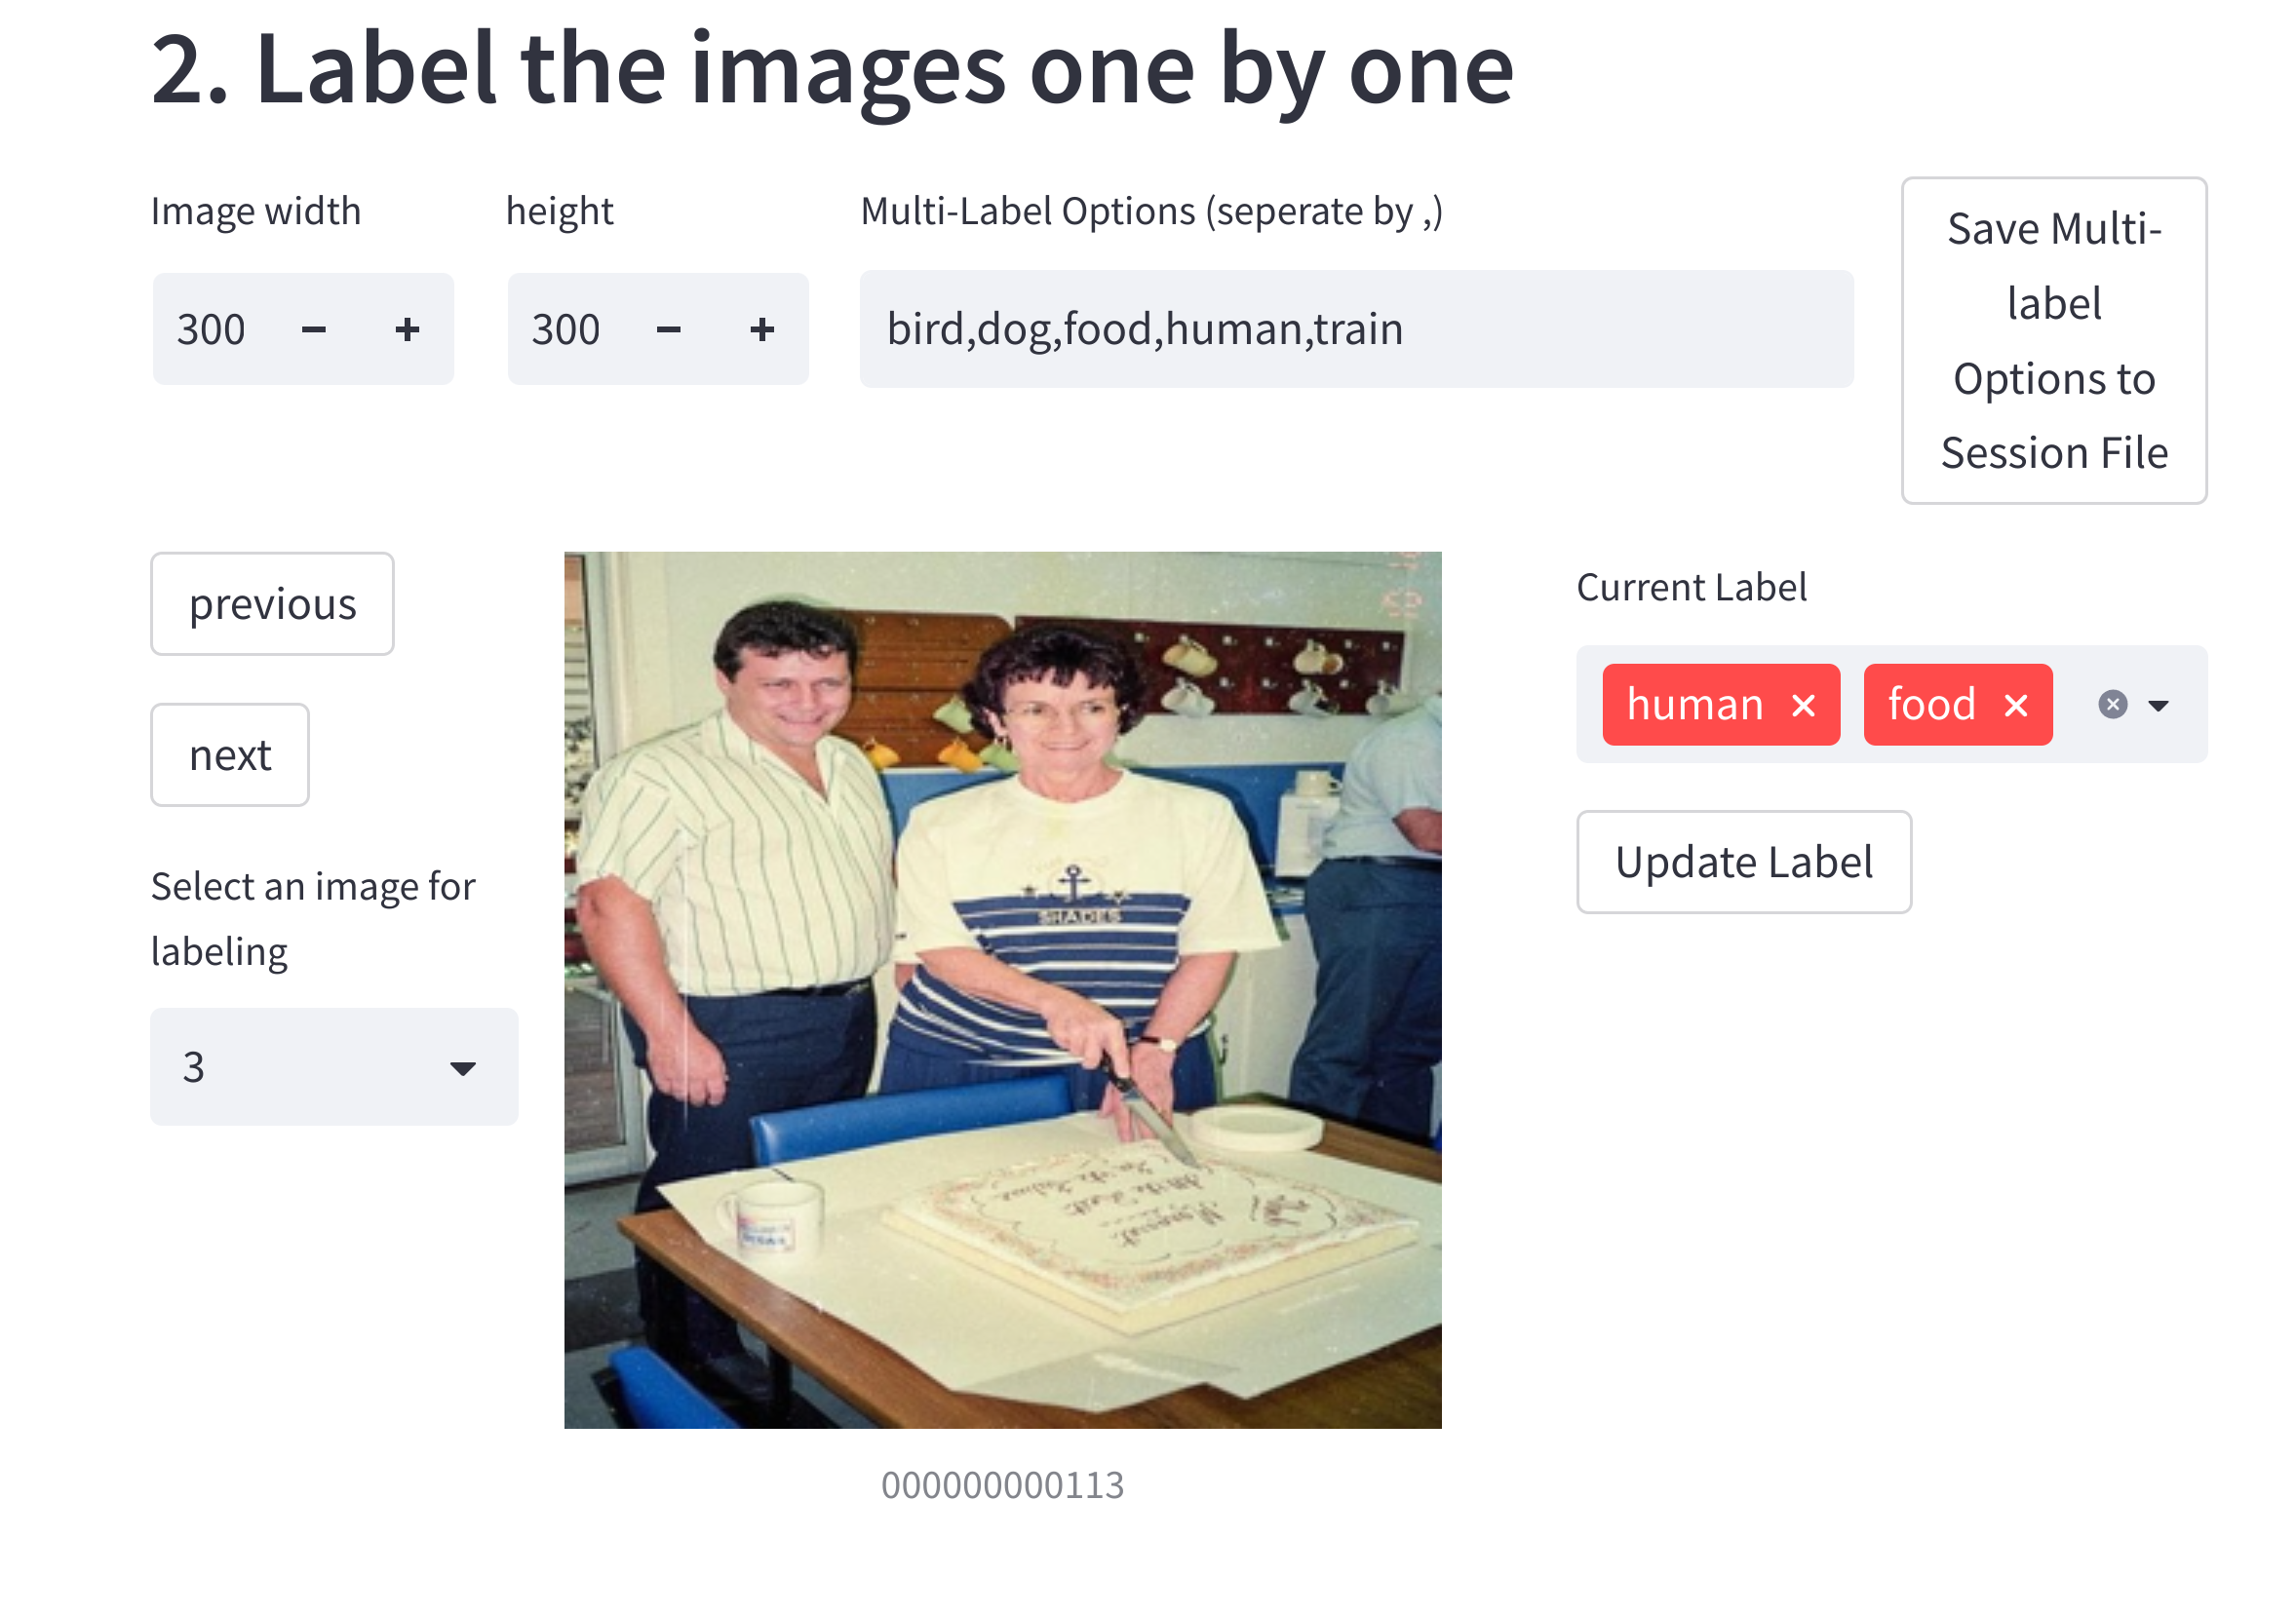 2. Label the images one by one
Image width
height
Multi-Label Options (seperate by ,)
300
300
bird,dog,food,human,train
Save Multi-
label
Options to
Session File
previous
next
Select an image for
labeling
3
SHADES
000000000113
Current Label
human
food
Update Label